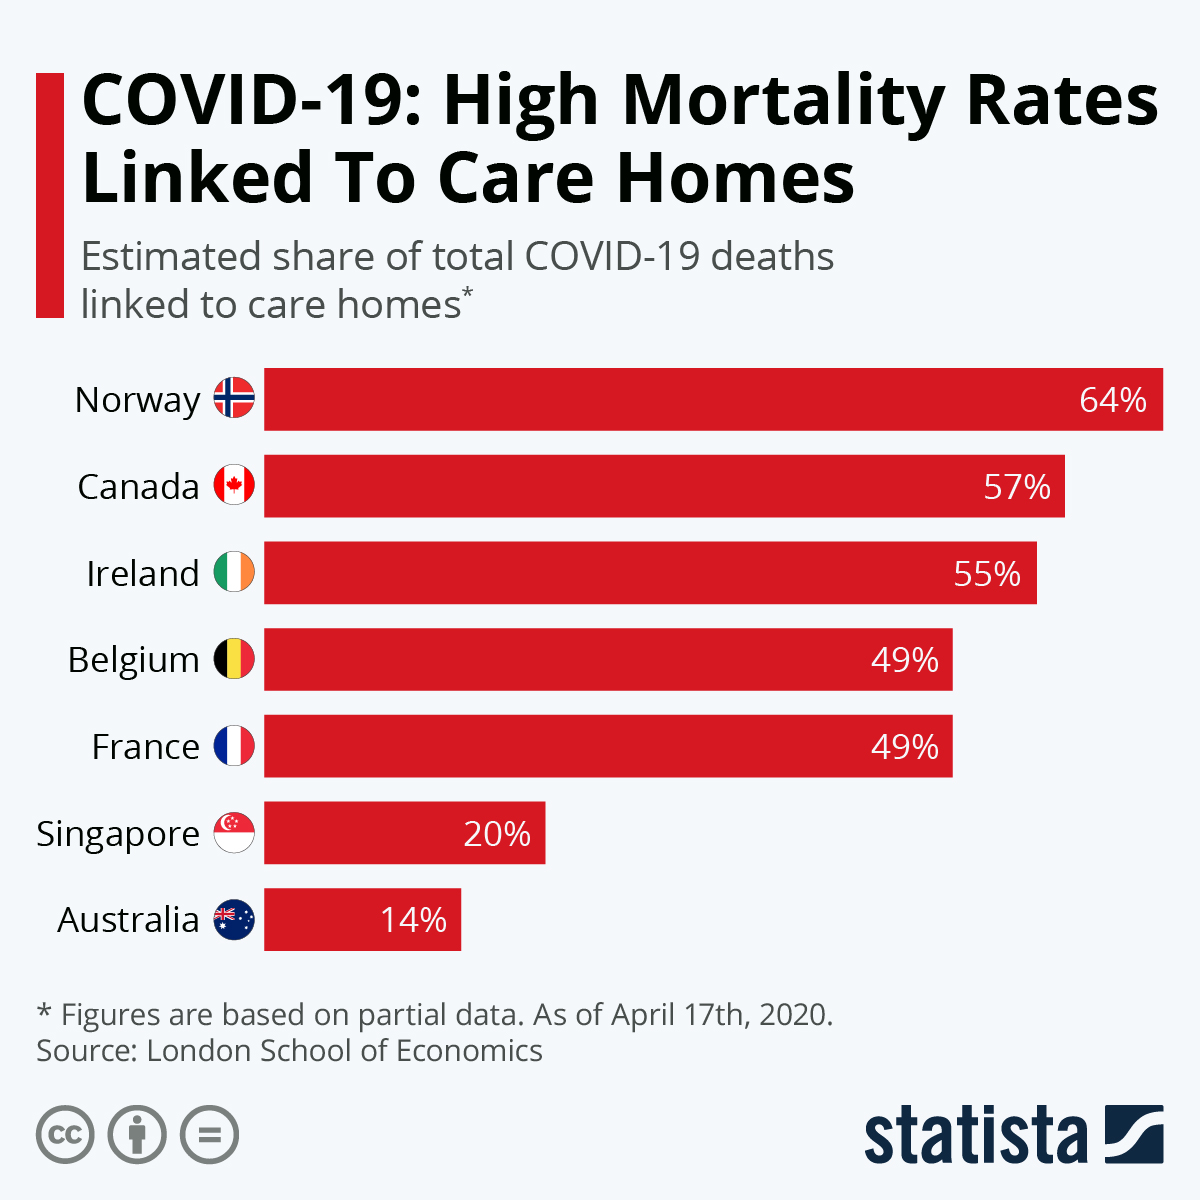 COVID-19: High Mortality Rates
Linked To Care Homes
Estimated share of total COVID-19 deaths
linked to care homes*
Norway 64%
Canada 57%
Ireland 55%
Belgium 49%
France 49%
Singapore 20%
Australia 14%
* Figures are based on partial data. As of April 17th, 2020.
Source: London School of Economics
cc =
statista